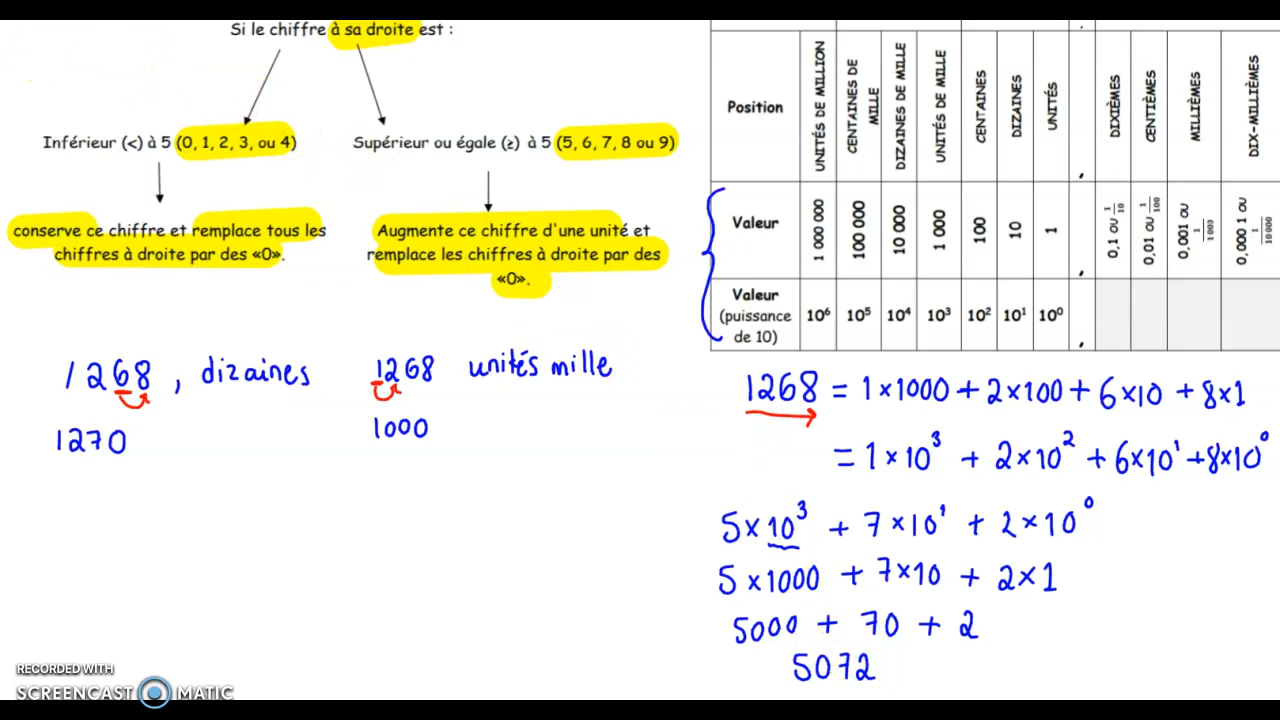 Si le chiffre à sa droite est :
Inférieur (<) à 5 (0, 1, 2, 3, ou 4)
Supérieur ou égale (≥) à 5 (5, 6, 7, 8 ou 9)
conserve ce chiffre et remplace tous les
chiffres à droite par des «0».
Augmente ce chiffre d'une unité et
remplace les chiffres à droite par des
«0».
1268, dizaines
1270
1268 unités mille
1000
Position
UNITÉS DE MILLION
CENTAINES DE
MILLE
DIZAINES DE MILLE
UNITÉS DE MILLE
CENTAINES
DIZAINES
UNITÉS
,
DIXIÈMES
CENTIÈMES
MILLIÈMES
DIX-MILLIÈMES
Valeur
1 000 000
100 000
10 000
1 000
100
10
1
,
0,1 ou 1/10
0,01 ou 1/100
0,001 ou
1/1 000
0,000 1 ou
1/10 000
Valeur
(puissance
de 10)
10⁶
10⁵
10⁴
10³
10²
10¹
10⁰
,
1268 = 1×1000 + 2×100 + 6×10 + 8×1
= 1×10³ + 2×10² + 6×10¹ + 8×10⁰
5×10³ + 7×10¹ + 2×10⁰
5×1000 + 7×10 + 2×1
5000 + 70 + 2
5072
RECORDED WITH
SCREENCAST MATIC